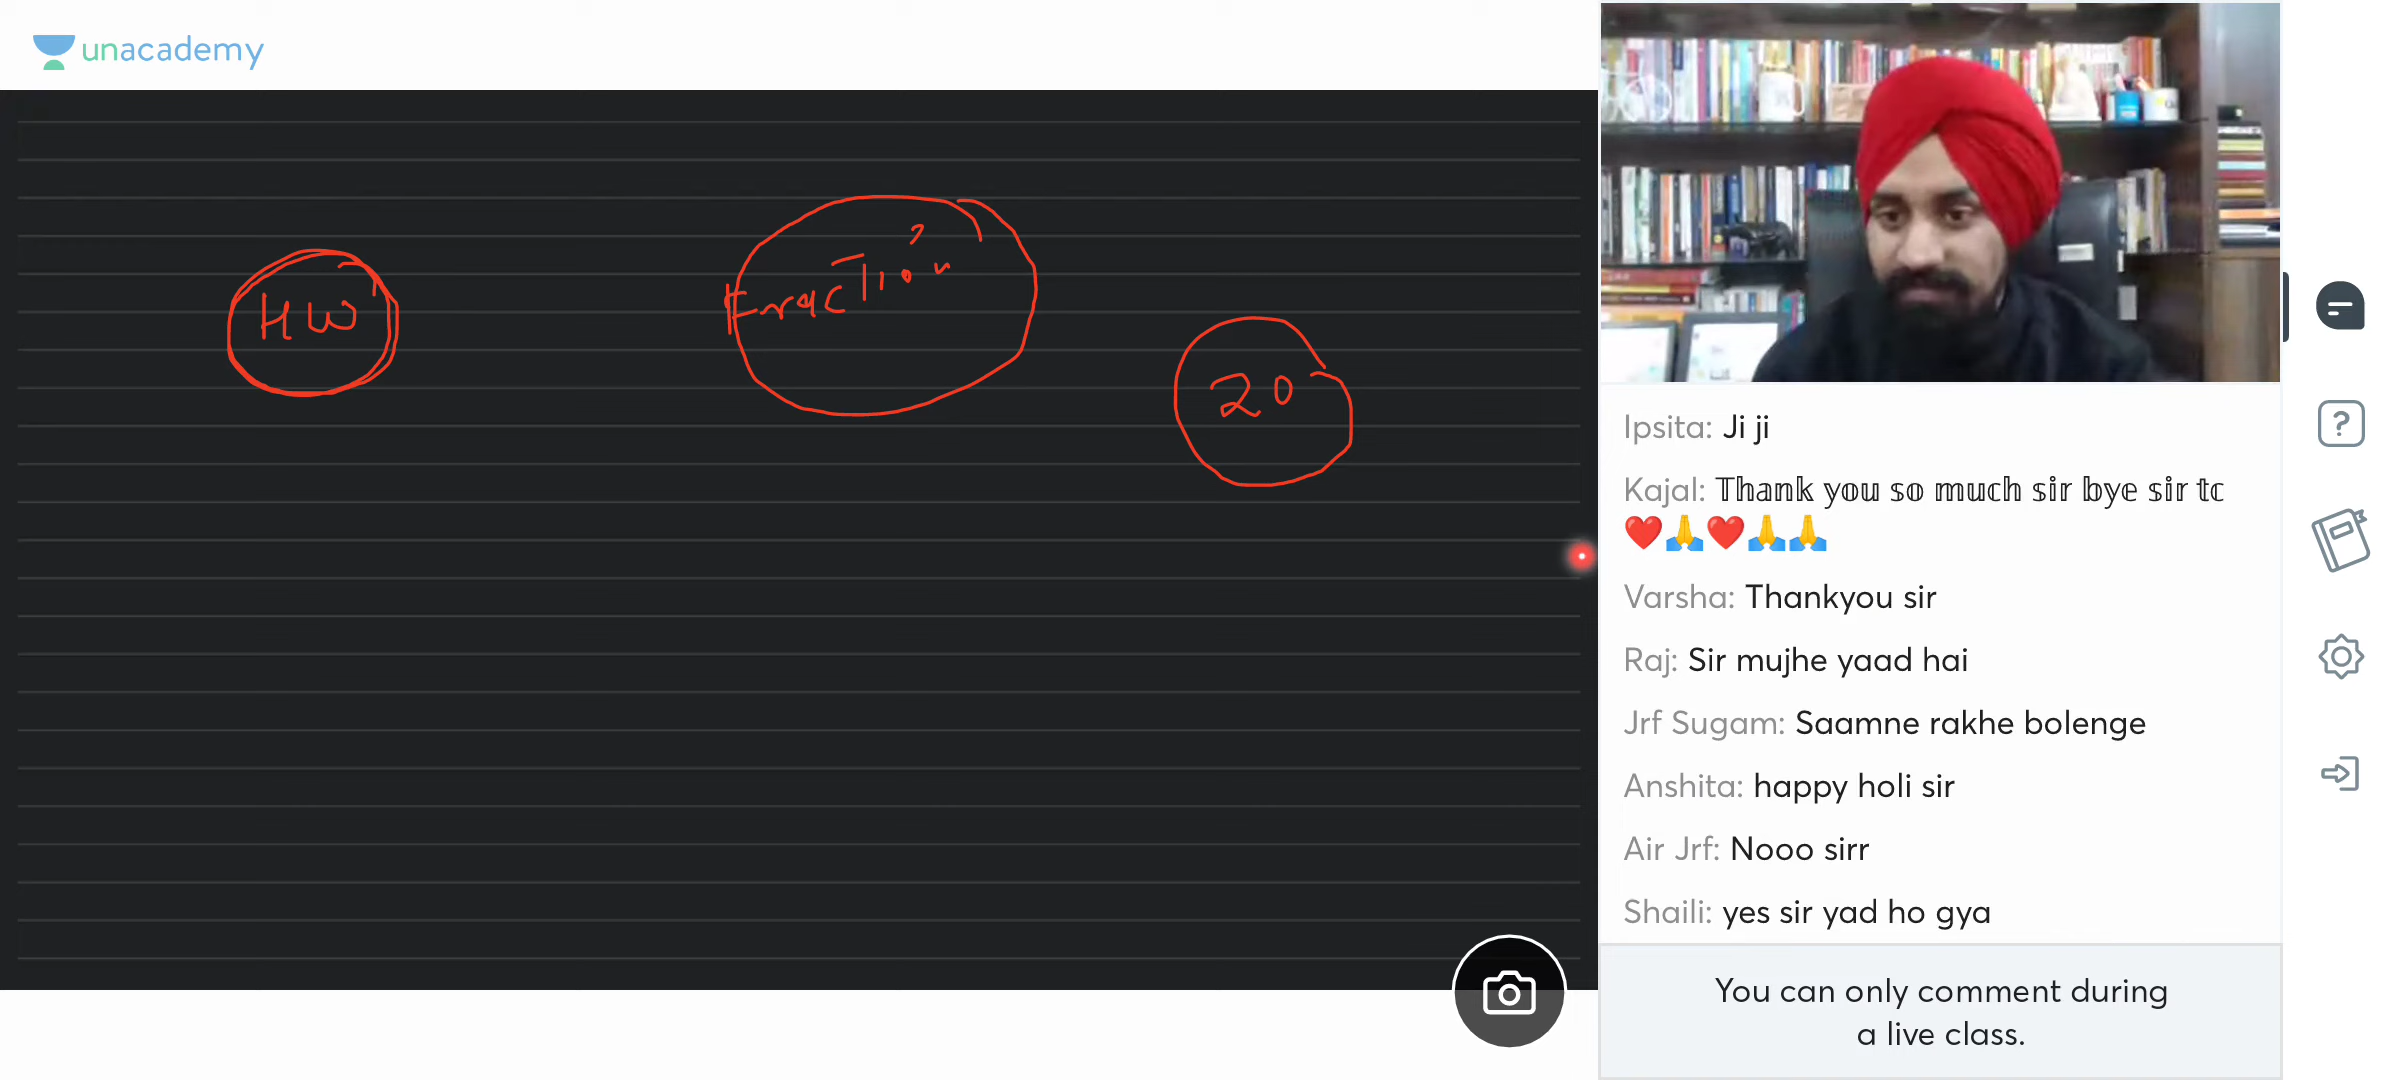 unacademy
HW
Fraction
20
Ipsita: Ji ji
Kajal: 𝕋𝕙𝕒𝕟𝕜 𝕪𝕠𝕦 𝕤𝕠 𝕞𝕦𝕔𝕙 𝕤𝕚𝕣 𝕓𝕪𝕖 𝕤𝕚𝕣 𝕥𝕔
❤️🙏❤️🙏🙏
Varsha: Thankyou sir
Raj: Sir mujhe yaad hai
Jrf Sugam: Saamne rakhe bolenge
Anshita: happy holi sir
Air Jrf: Nooo sirr
Shaili: yes sir yad ho gya
You can only comment during
a live class.